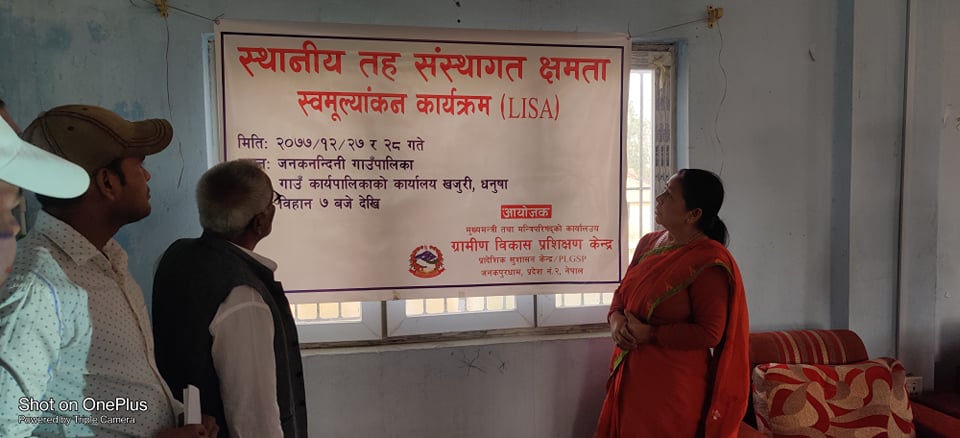 स्थानीय तह संस्थागत क्षमता
स्वमूल्यांकन कार्यक्रम (LISA)
मिति: २०७७/१२/२७ र २८ गते
जनकनन्दिनी गाउँपालिका
गाउँ कार्यपालिकाको कार्यालय खजुरी, धनुषा
विहान ७ बजे देखि
आयोजक
मुख्यमन्त्री तथा मन्त्रिपरिषद्को कार्यालय
ग्रामीण विकास प्रशिक्षण केन्द्र
प्रादेशिक सुशासन केन्द्र/PLGSP
जनकपुरधाम, प्रदेश नं.२, नेपाल
Shot on OnePlus
Powered by Triple Camera